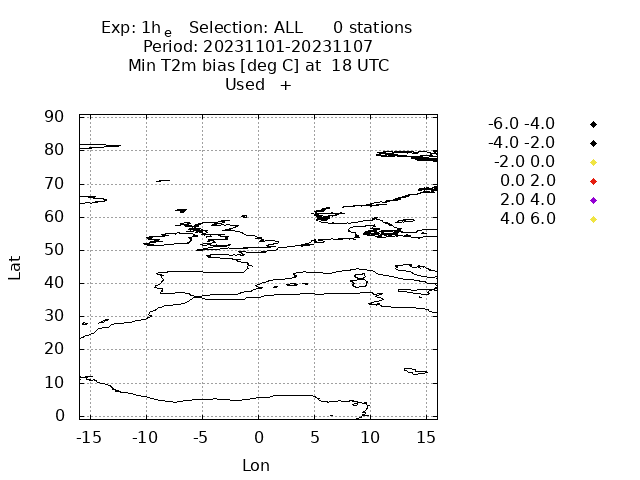 Exp: 1h e   Selection: ALL      0 stations
Period: 20231101-20231107
Min T2m bias [deg C] at  18 UTC
Used   +
-6.0 -4.0
-4.0 -2.0
-2.0 0.0
0.0 2.0
2.0 4.0
4.0 6.0
90
80
70
60
50
40
30
20
10
0
Lat
-15 -10 -5 0 5 10 15
Lon